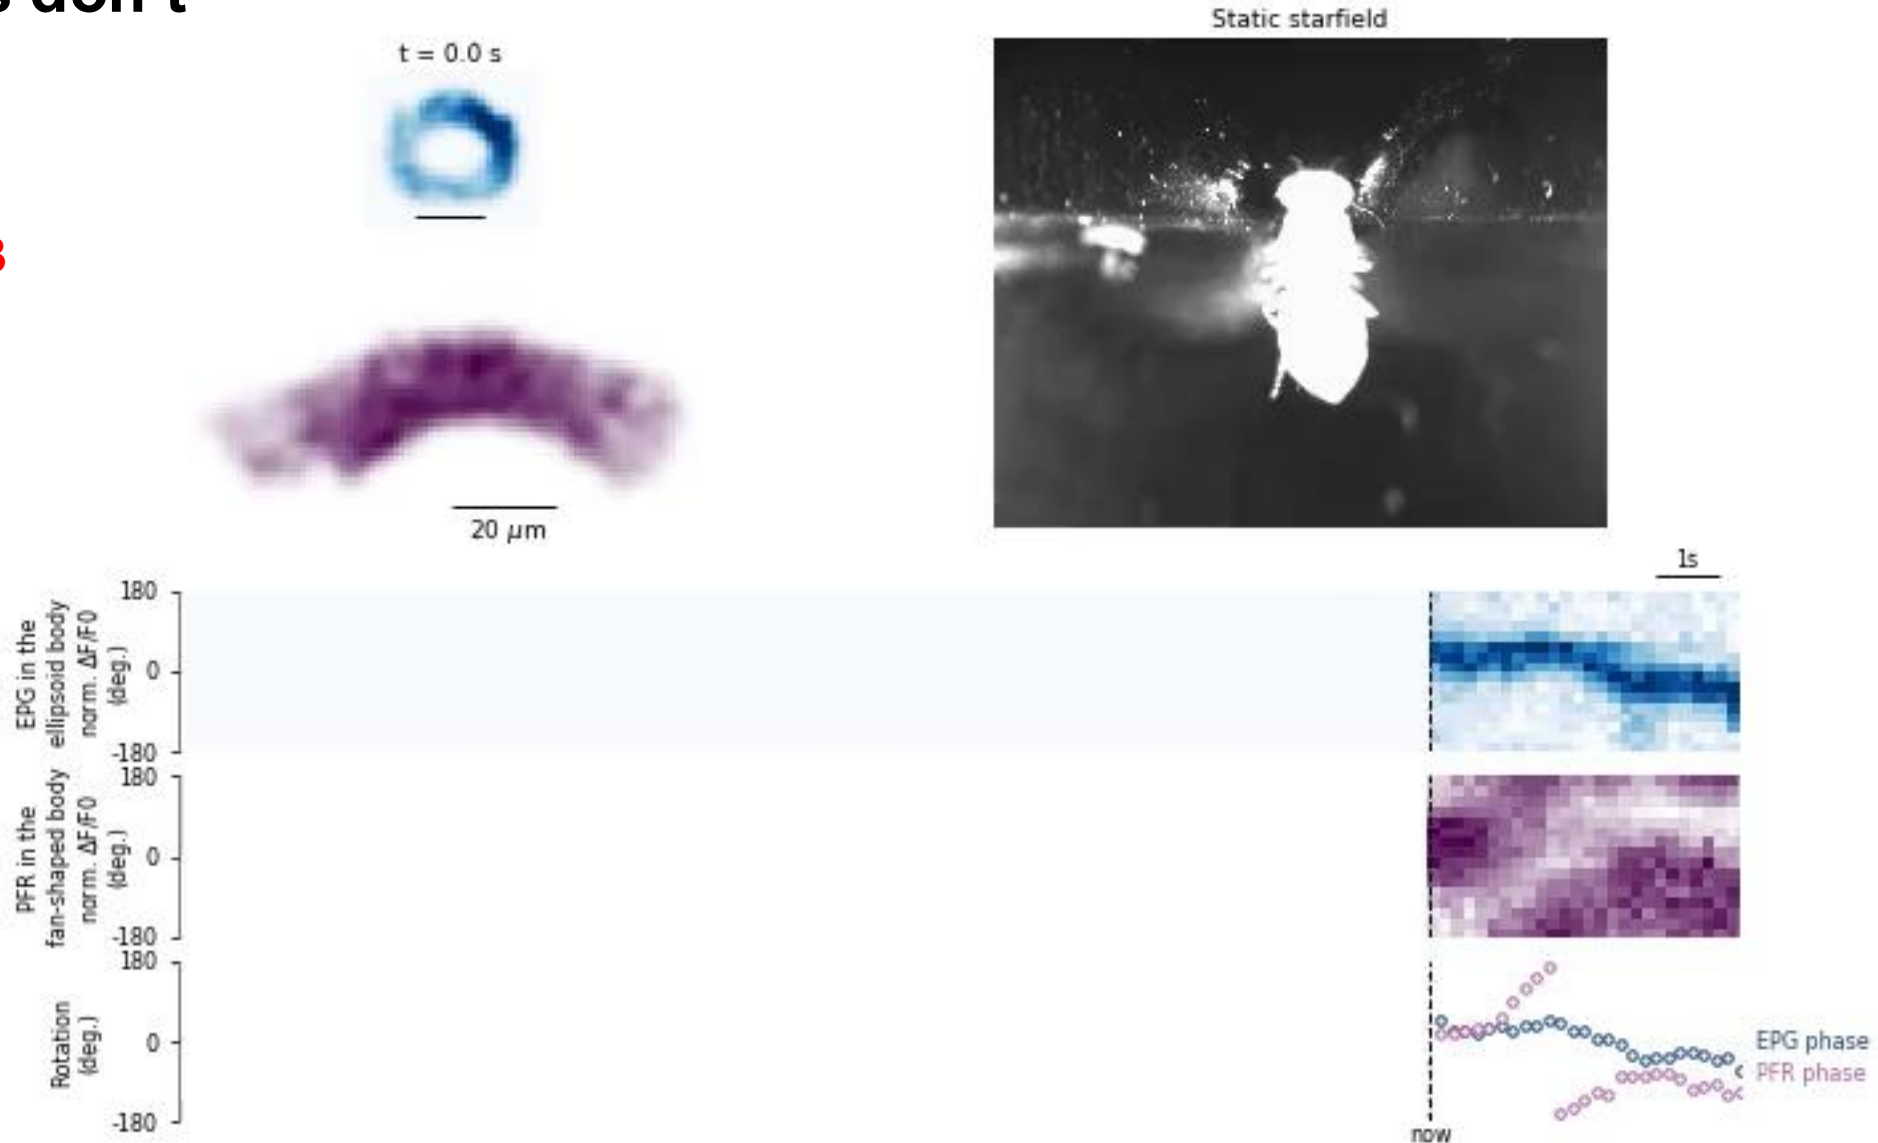 s don't
Static starfield
t = 0.0 s
3
20 μm
1s
EPG in the
ellipsoid body
norm. ΔF/F0
(deg.)
180
0
-180
PFR in the
fan-shaped body
norm. ΔF/F0
(deg.)
180
0
-180
Rotation
(deg.)
180
0
-180
EPG phase
PFR phase
now